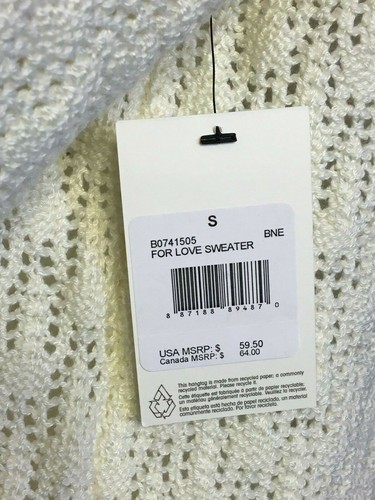 S
B0741505 BNE
FOR LOVE SWEATER
8 87188 89487 0
USA MSRP: $ 59.50
Canada MSRP: $ 64.00
This hangtag is made from recycled paper, a commonly
recycled material. Please recycle it.
Cette étiquette est fabriquée à partir de papier recyclable,
un matériau généralement recyclable. Veuillez la recycler.
Esta etiqueta está hecha de papel reciclado, un material
comúnmente reciclado. Por favor recíclelo.